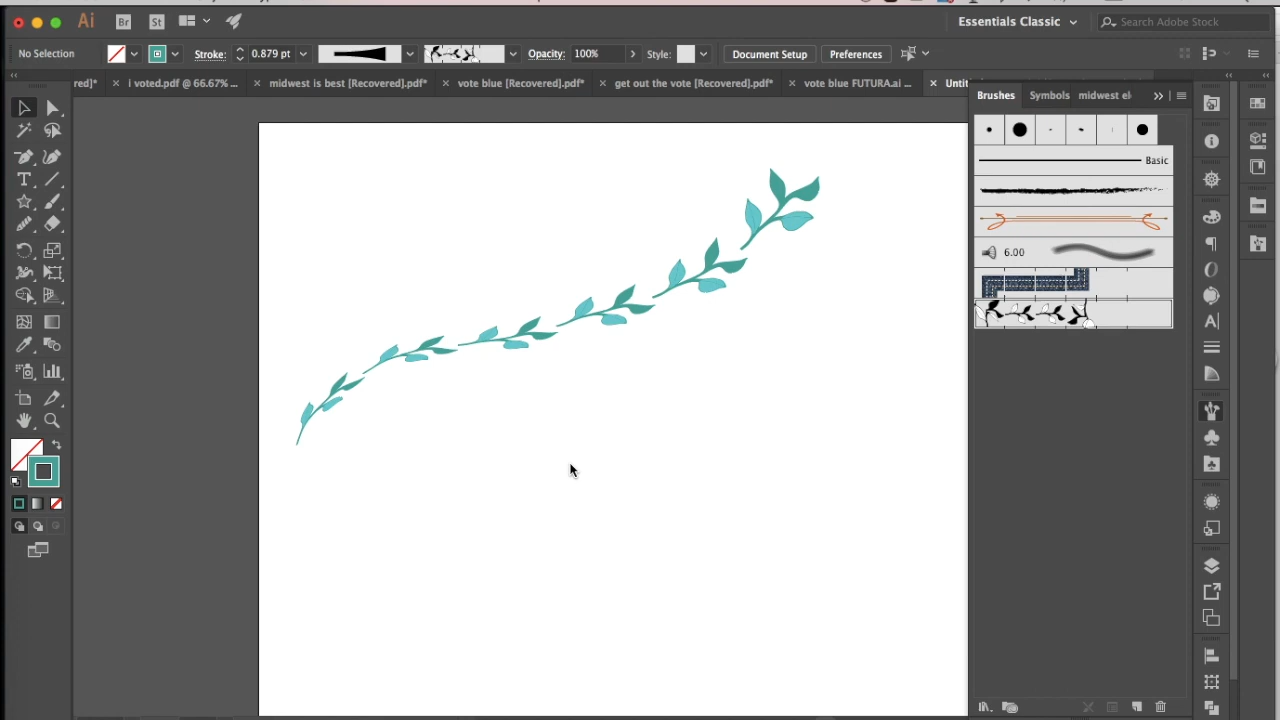 Ai Br St Essentials Classic Search Adobe Stock
No Selection Stroke: 0.879 pt Opacity: 100% Style: Document Setup Preferences
red]* × i voted.pdf @ 66.67% ... × midwest is best [Recovered].pdf* × vote blue [Recovered].pdf* × get out the vote [Recovered].pdf* × vote blue FUTURA.ai ... × Untit
Brushes Symbols midwest el
Basic
6.00